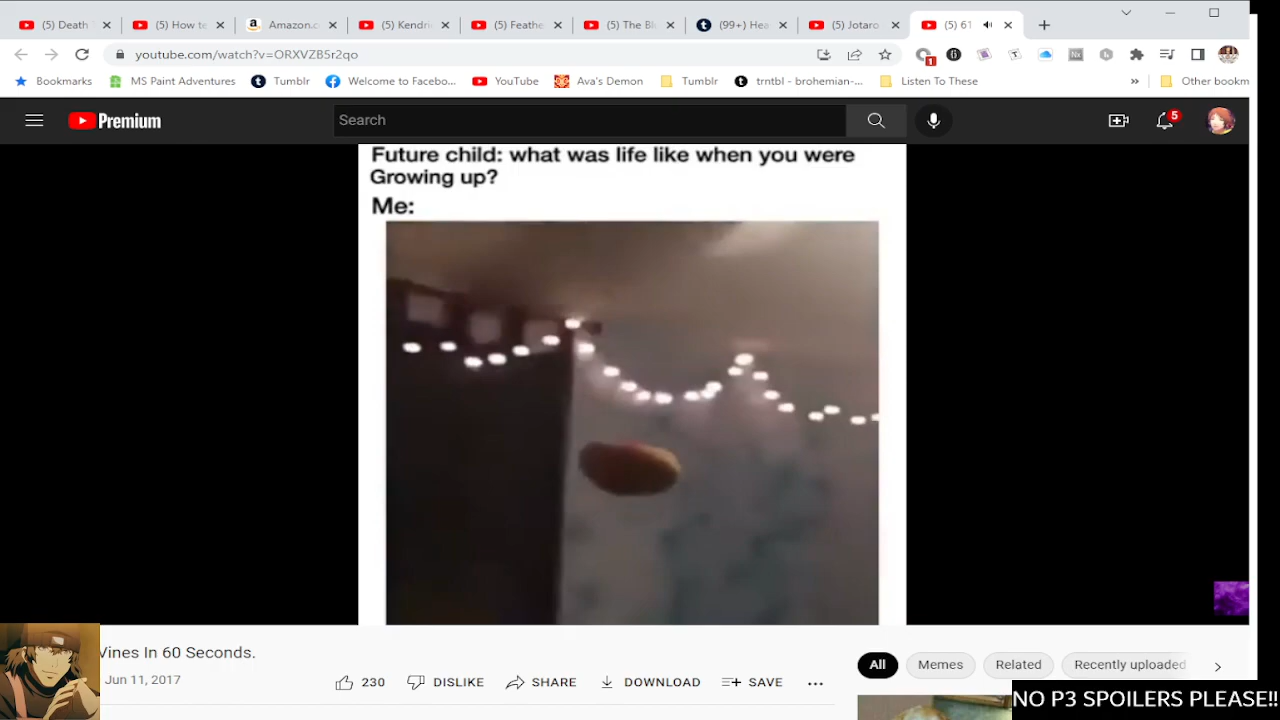 (5) Death
(5) How te
Amazon.c
(5) Kendri
(5) Feathe
(5) The Bl
(99+) Hea
(5) Jotaro
(5) 61
youtube.com/watch?v=ORXVZB5r2qo
1
Nx
Bookmarks
MS Paint Adventures
Tumblr
Welcome to Facebo...
YouTube
Ava's Demon
Tumblr
trntbl - brohemian-...
Listen To These
»
Other bookm
Premium
Search
5
Future child: what was life like when you were
Growing up?
Me:
Vines In 60 Seconds.
Jun 11, 2017
230
DISLIKE
SHARE
DOWNLOAD
SAVE
All
Memes
Related
Recently uploaded
NO P3 SPOILERS PLEASE!!